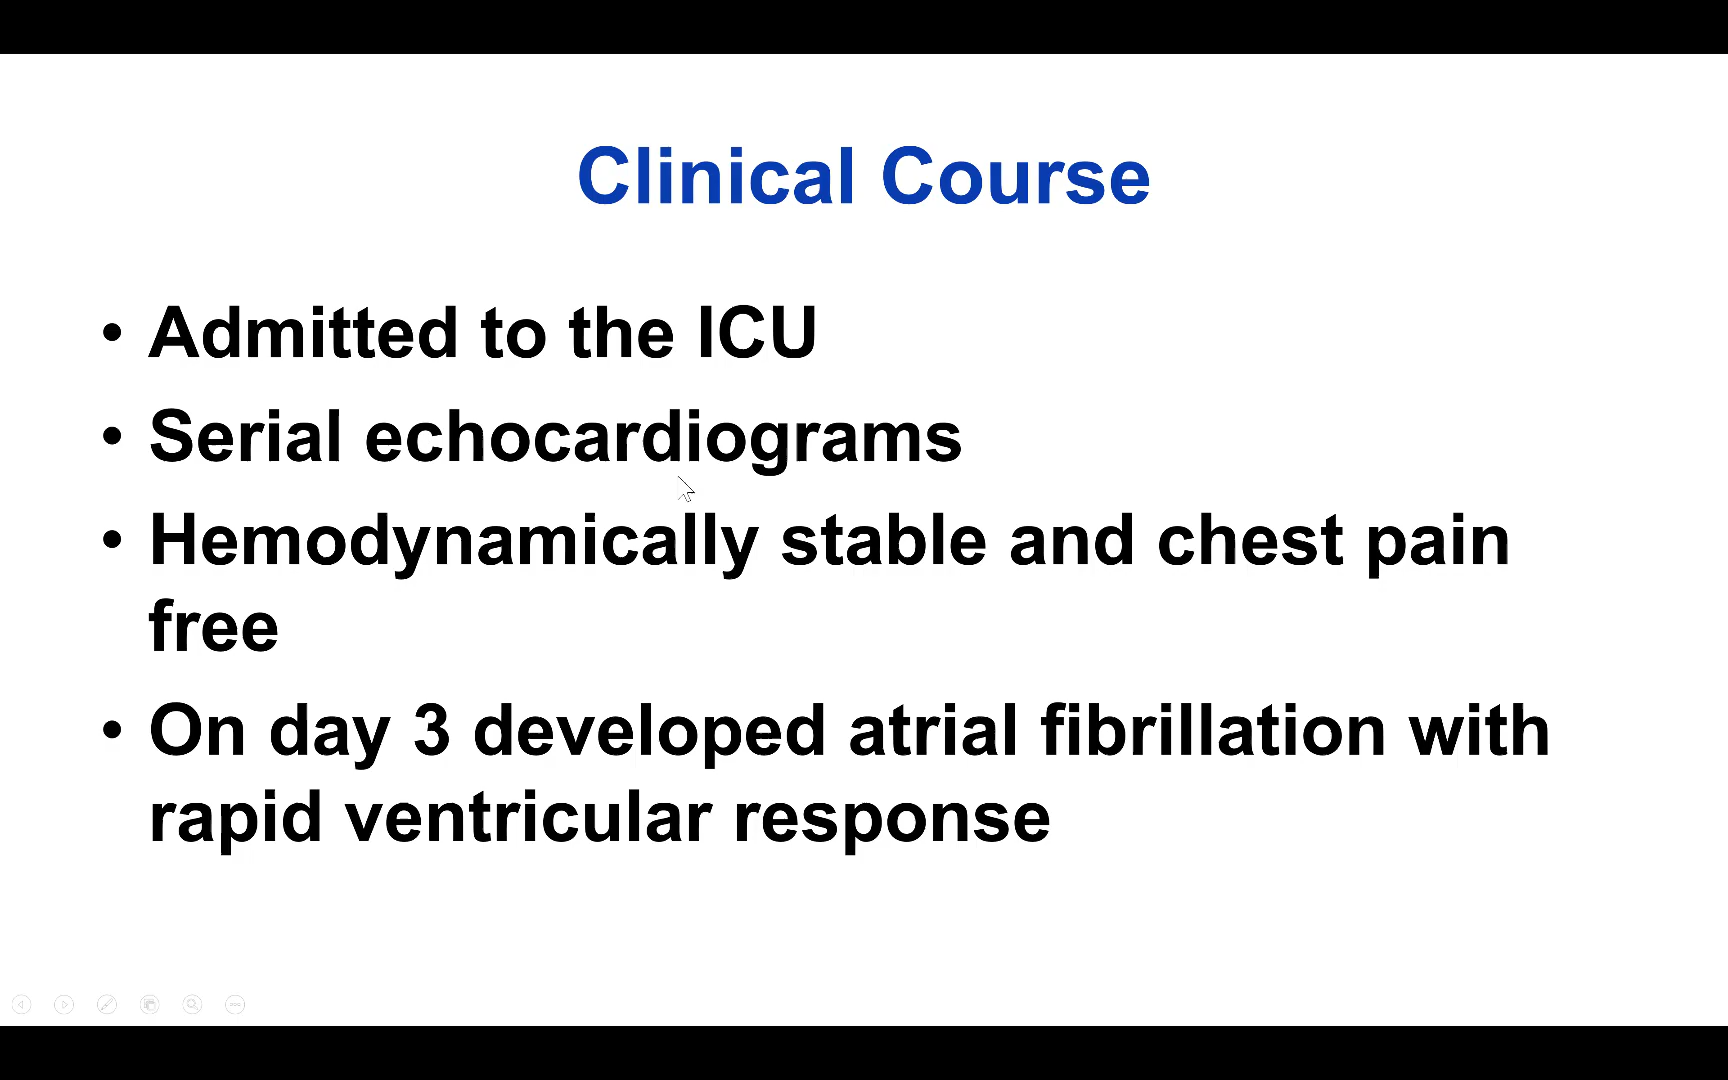 Clinical Course
• Admitted to the ICU
• Serial echocardiograms
• Hemodynamically stable and chest pain
free
• On day 3 developed atrial fibrillation with
rapid ventricular response